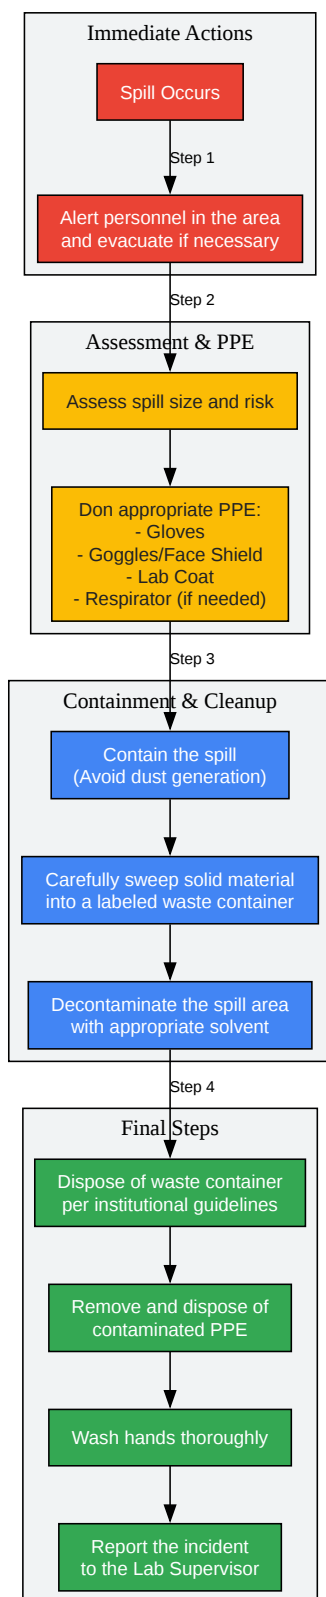 Immediate Actions
Spill Occurs
Step 1
Alert personnel in the area
and evacuate if necessary
Step 2
Assessment & PPE
Assess spill size and risk
Don appropriate PPE:
- Gloves
- Goggles/Face Shield
- Lab Coat
- Respirator (if needed)
Step 3
Containment & Cleanup
Contain the spill
(Avoid dust generation)
Carefully sweep solid material
into a labeled waste container
Decontaminate the spill area
with appropriate solvent
Step 4
Final Steps
Dispose of waste container
per institutional guidelines
Remove and dispose of
contaminated PPE
Wash hands thoroughly
Report the incident
to the Lab Supervisor